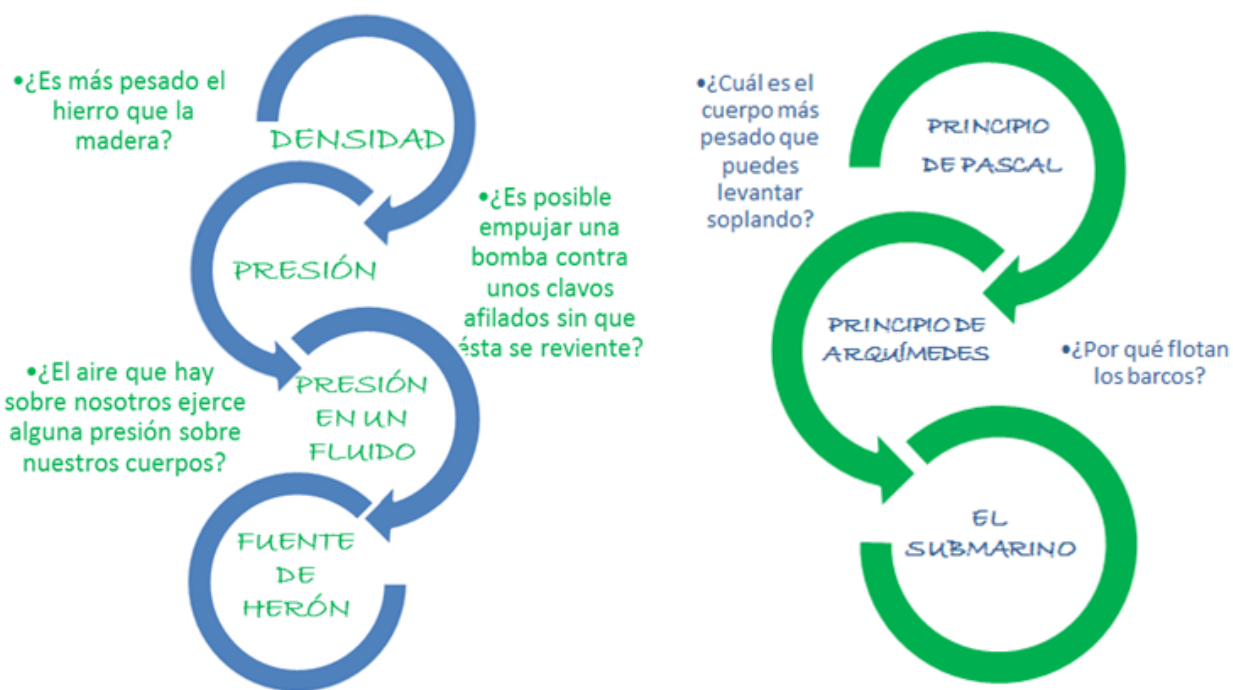 •¿Es más pesado el
hierro que la
madera?
DENSIDAD
•¿Es posible
empujar una
bomba contra
unos clavos
afilados sin que
ésta se reviente?
PRESIÓN
•¿El aire que hay
sobre nosotros ejerce
alguna presión sobre
nuestros cuerpos?
PRESIÓN
EN UN
FLUIDO
FUENTE
DE
HERÓN
•¿Cuál es el
cuerpo más
pesado que
puedes
levantar
soplando?
PRINCIPIO
DE PASCAL
PRINCIPIO DE
ARQUÍMEDES
•¿Por qué flotan
los barcos?
EL
SUBMARINO